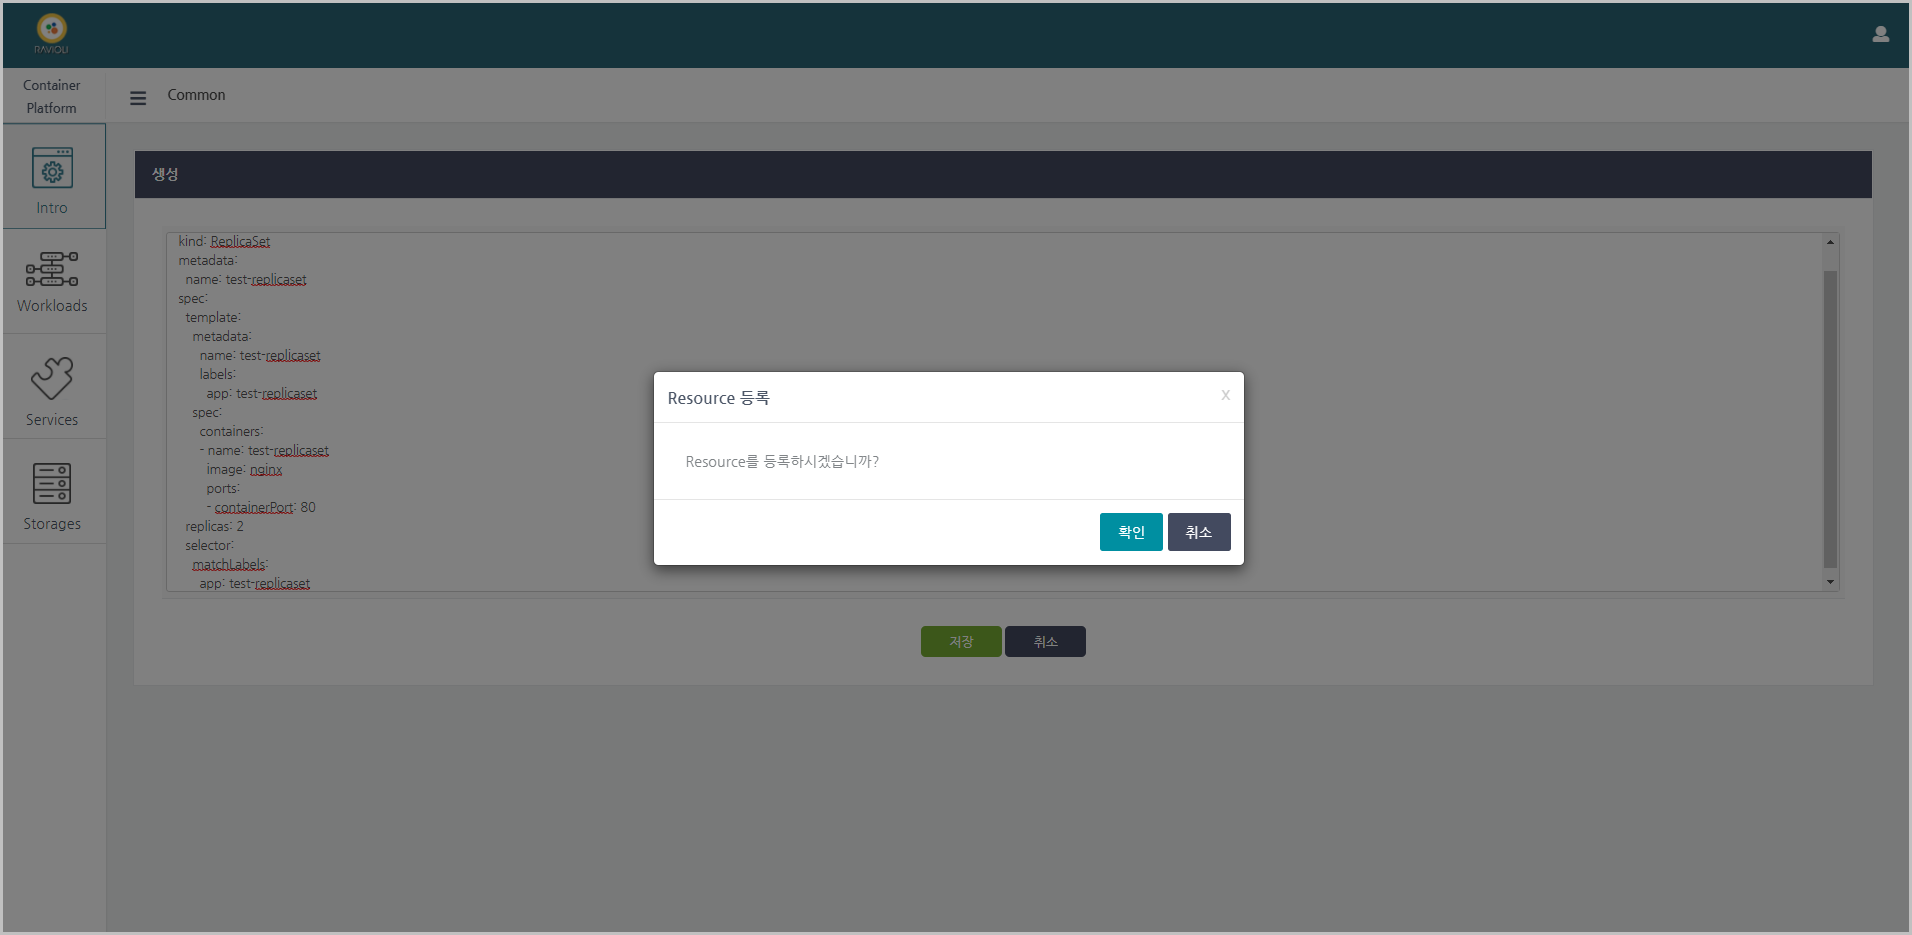 RAVIOLI
Container
Platform
Common
Intro
Workloads
Services
Storages
생성
kind: ReplicaSet
metadata:
  name: test-replicaset
spec:
  template:
    metadata:
      name: test-replicaset
      labels:
        app: test-replicaset
    spec:
      containers:
      - name: test-replicaset
        image: nginx
        ports:
        - containerPort: 80
  replicas: 2
  selector:
    matchLabels:
      app: test-replicaset
저장 취소
Resource 등록 X
Resource를 등록하시겠습니까?
확인 취소